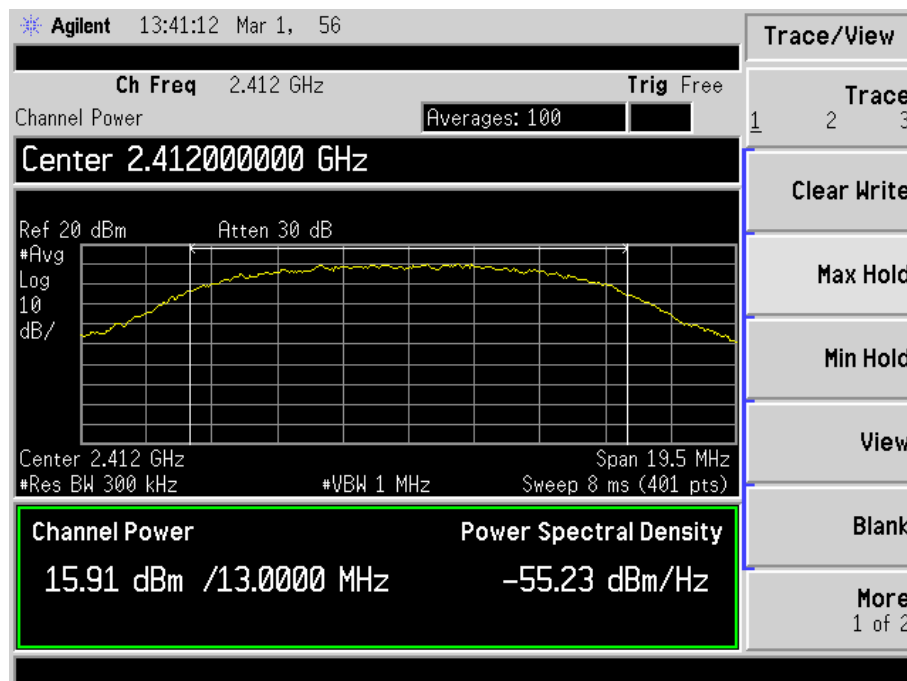 Agilent 13:41:12 Mar 1, 56
Trace/View
Ch Freq 2.412 GHz Trig Free
Channel Power Averages: 100
Center 2.412000000 GHz
Ref 20 dBm Atten 30 dB
#Avg
Log
10
dB/
Center 2.412 GHz Span 19.5 MHz
#Res BW 300 kHz #VBW 1 MHz Sweep 8 ms (401 pts)
Channel Power Power Spectral Density
15.91 dBm /13.0000 MHz -55.23 dBm/Hz
Trace
1 2 3
Clear Write
Max Hold
Min Hold
View
Blank
More
1 of 2